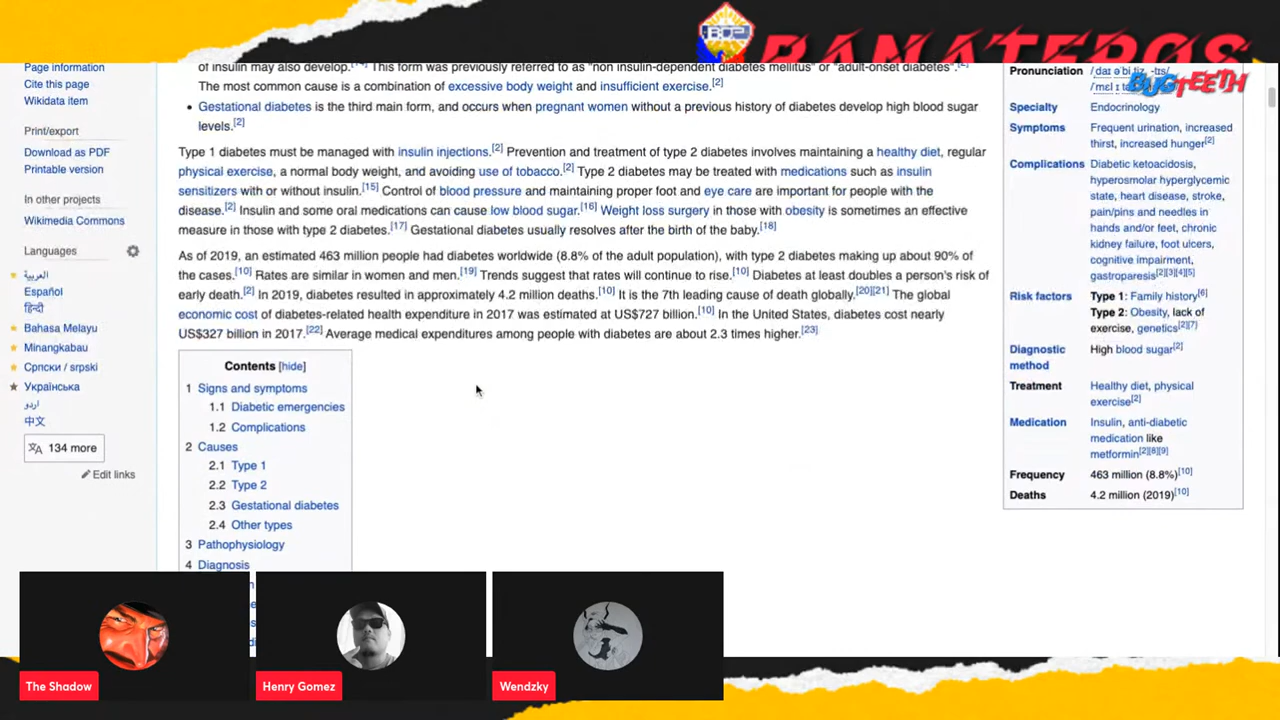 BANATEROS
BUGTEETH
Page information
Cite this page
Wikidata item
Print/export
Download as PDF
Printable version
In other projects
Wikimedia Commons
Languages
العربية
Español
हिन्दी
Bahasa Melayu
Minangkabau
Српски / srpski
Українська
اردو
中文
134 more
Edit links
of insulin may also develop. This form was previously referred to as "non insulin-dependent diabetes mellitus" or "adult-onset diabetes".
The most common cause is a combination of excessive body weight and insufficient exercise.[2]
• Gestational diabetes is the third main form, and occurs when pregnant women without a previous history of diabetes develop high blood sugar
levels.[2]
Type 1 diabetes must be managed with insulin injections.[2] Prevention and treatment of type 2 diabetes involves maintaining a healthy diet, regular
physical exercise, a normal body weight, and avoiding use of tobacco.[2] Type 2 diabetes may be treated with medications such as insulin
sensitizers with or without insulin.[15] Control of blood pressure and maintaining proper foot and eye care are important for people with the
disease.[2] Insulin and some oral medications can cause low blood sugar.[16] Weight loss surgery in those with obesity is sometimes an effective
measure in those with type 2 diabetes.[17] Gestational diabetes usually resolves after the birth of the baby.[18]
As of 2019, an estimated 463 million people had diabetes worldwide (8.8% of the adult population), with type 2 diabetes making up about 90% of
the cases.[10] Rates are similar in women and men.[19] Trends suggest that rates will continue to rise.[10] Diabetes at least doubles a person's risk of
early death.[2] In 2019, diabetes resulted in approximately 4.2 million deaths.[10] It is the 7th leading cause of death globally.[20][21] The global
economic cost of diabetes-related health expenditure in 2017 was estimated at US$727 billion.[10] In the United States, diabetes cost nearly
US$327 billion in 2017.[22] Average medical expenditures among people with diabetes are about 2.3 times higher.[23]
Contents [hide]
1 Signs and symptoms
1.1 Diabetic emergencies
1.2 Complications
2 Causes
2.1 Type 1
2.2 Type 2
2.3 Gestational diabetes
2.4 Other types
3 Pathophysiology
4 Diagnosis
Pronunciation
Specialty Endocrinology
Symptoms Frequent urination, increased
thirst, increased hunger[2]
Complications Diabetic ketoacidosis,
hyperosmolar hyperglycemic
state, heart disease, stroke,
pain/pins and needles in
hands and/or feet, chronic
kidney failure, foot ulcers,
cognitive impairment,
gastroparesis[2][3][4][5]
Risk factors Type 1: Family history[6]
Type 2: Obesity, lack of
exercise, genetics[2][7]
Diagnostic High blood sugar[2]
method
Treatment Healthy diet, physical
exercise[2]
Medication Insulin, anti-diabetic
medication like
metformin[2][8][9]
Frequency 463 million (8.8%)[10]
Deaths 4.2 million (2019)[10]
The Shadow
Henry Gomez
Wendzky